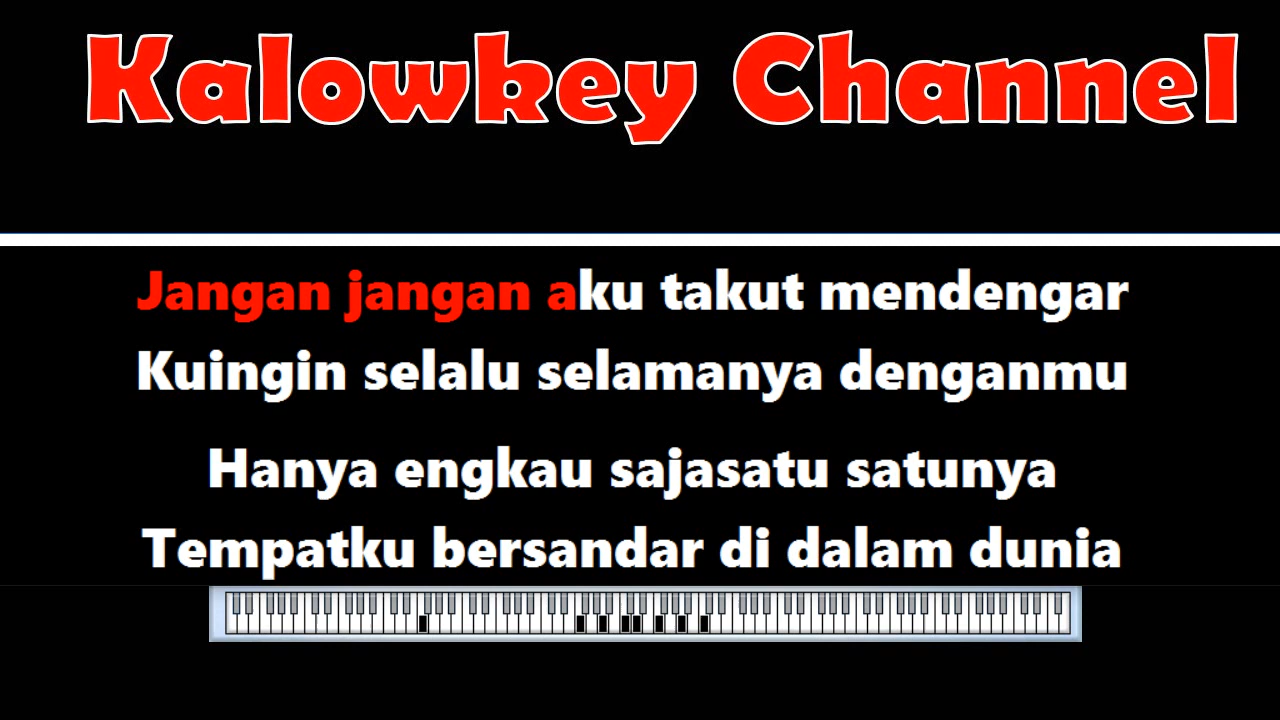 Kalowkey Channel
Jangan jangan aku takut mendengar
Kuingin selalu selamanya denganmu
Hanya engkau sajasatu satunya
Tempatku bersandar di dalam dunia